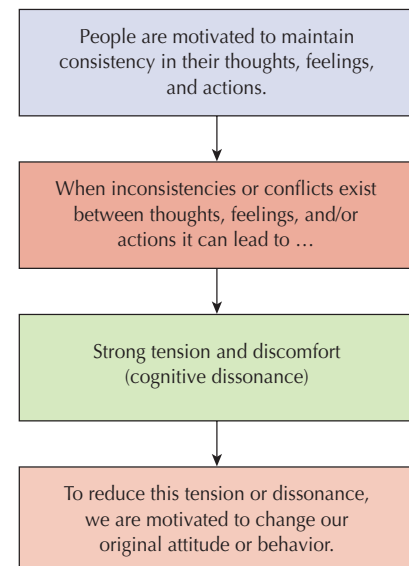 People are motivated to maintain
consistency in their thoughts, feelings,
and actions.
When inconsistencies or conflicts exist
between thoughts, feelings, and/or
actions it can lead to …
Strong tension and discomfort
(cognitive dissonance)
To reduce this tension or dissonance,
we are motivated to change our
original attitude or behavior.